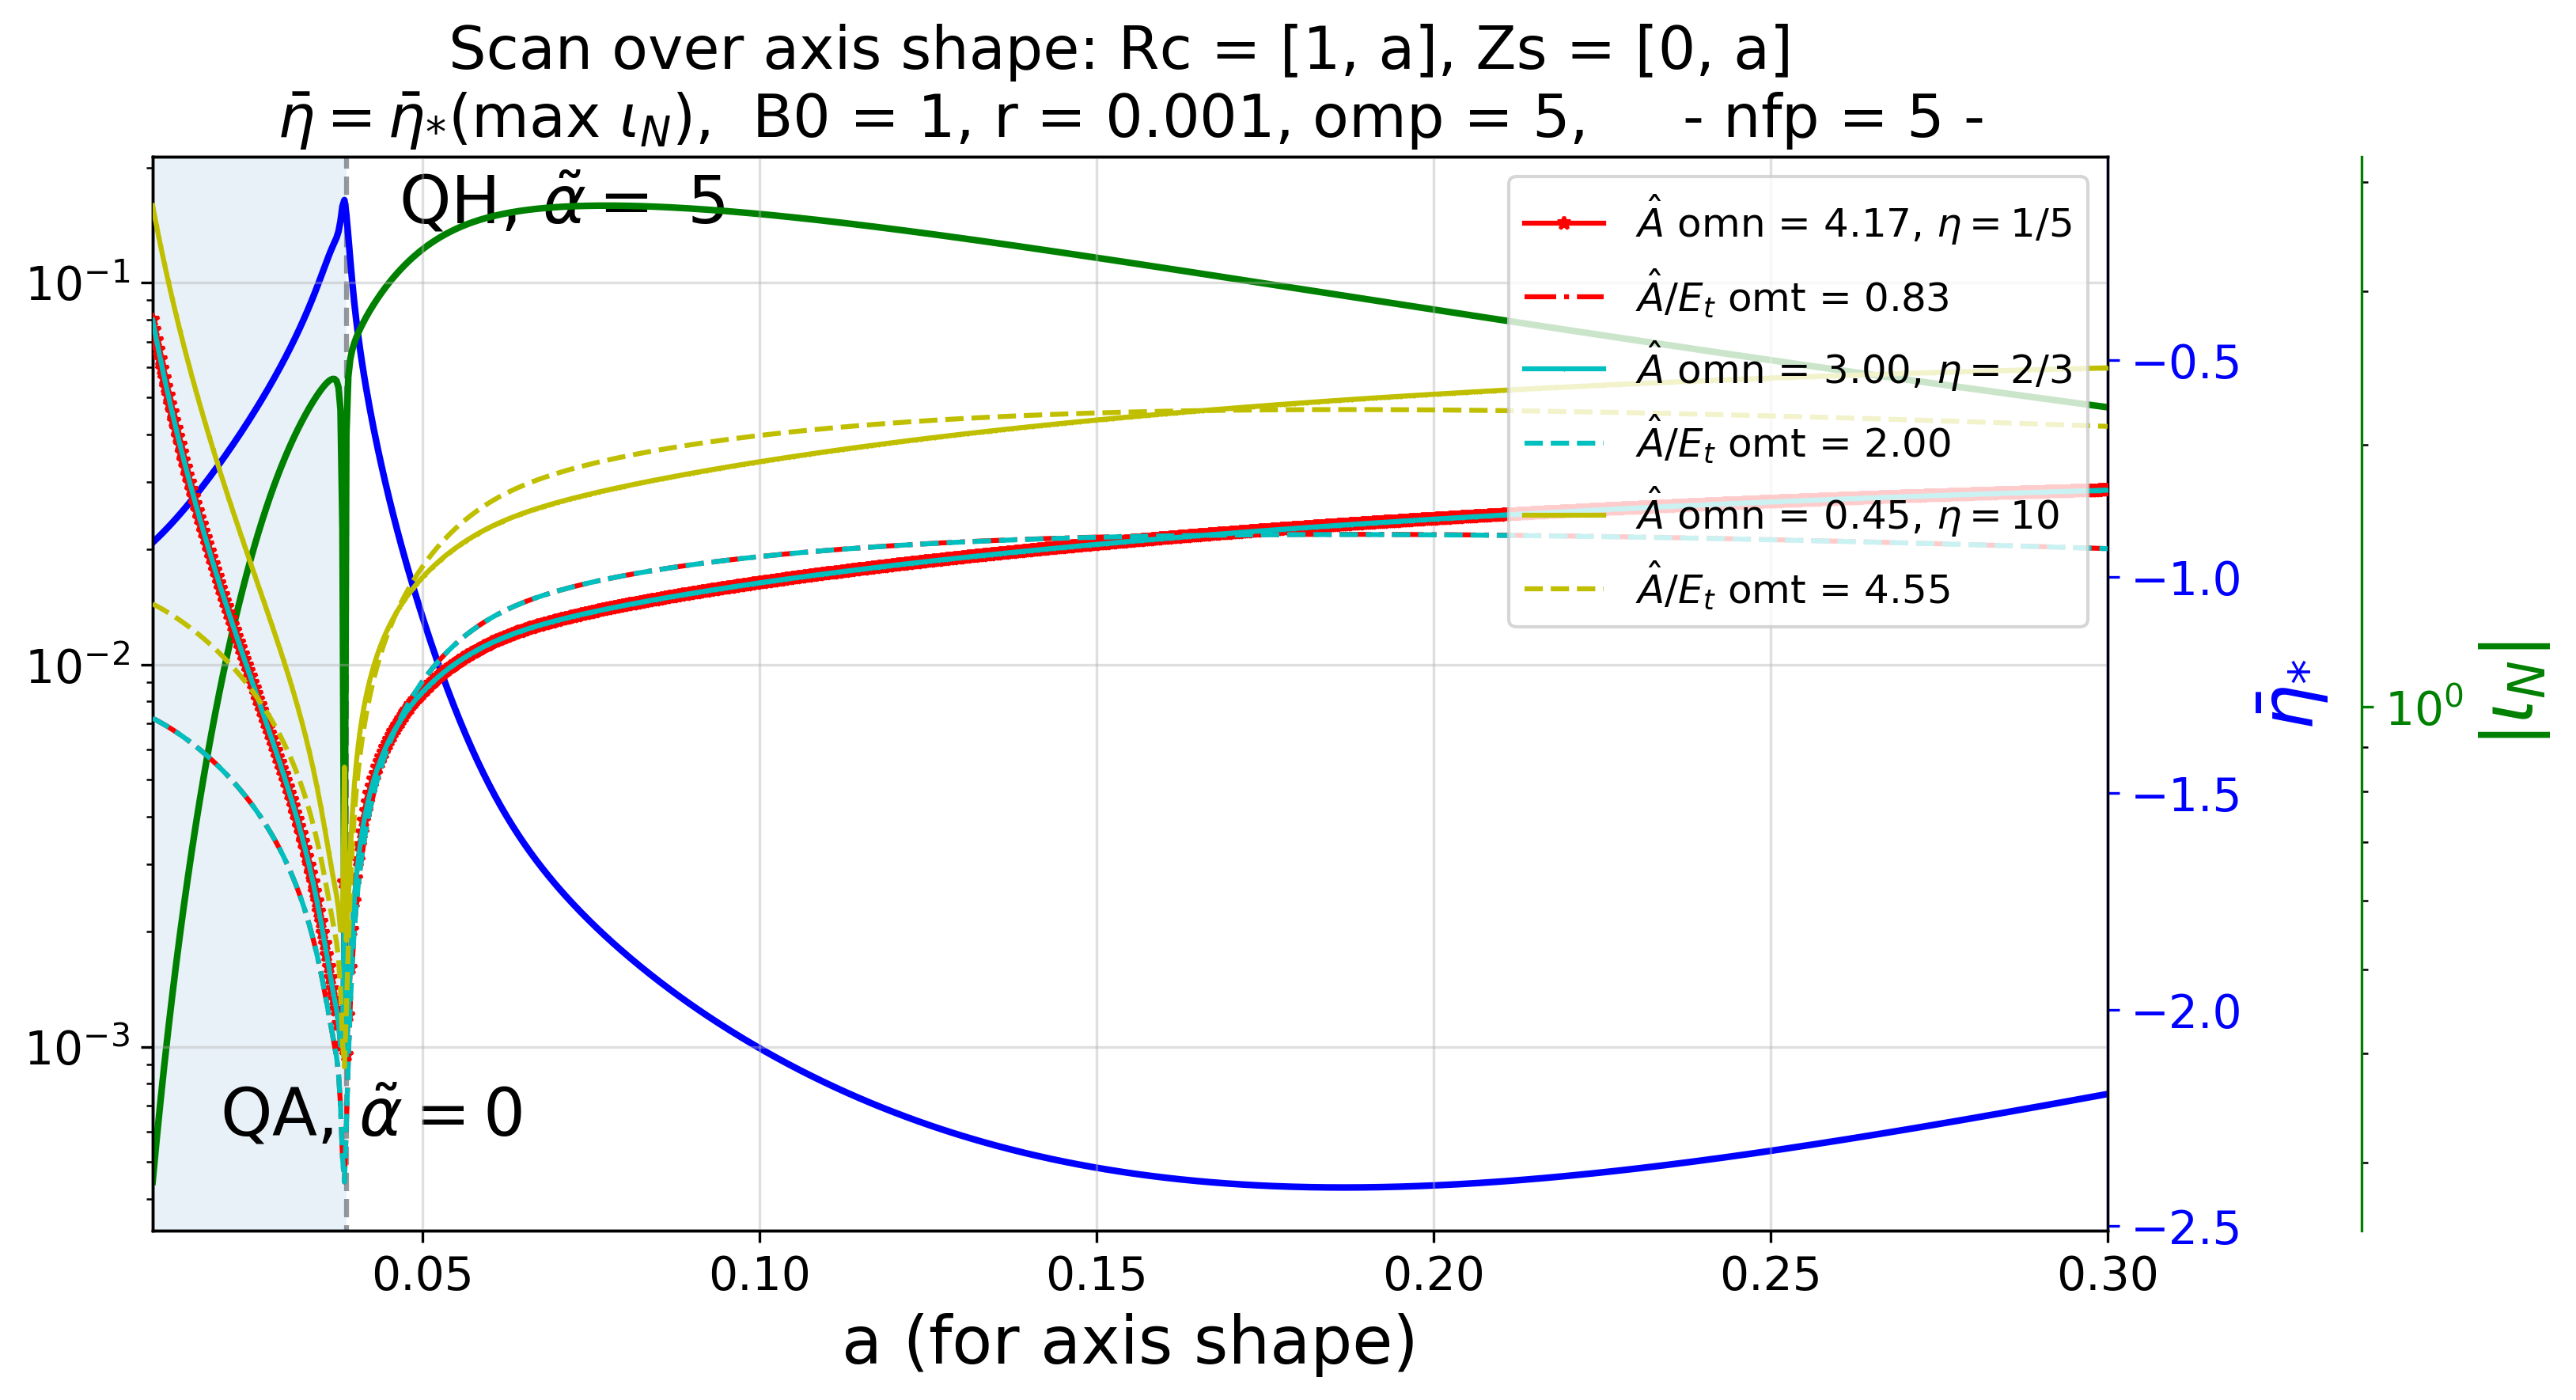 Scan over axis shape: Rc = [1, a], Zs = [0, a]
η̄ = η̄*(max ι_N), B0 = 1, r = 0.001, omp = 5, - nfp = 5 -
QH, α̃ = 5
Â omn = 4.17, η = 1/5
Â/E_t omt = 0.83
Â omn = 3.00, η = 2/3
Â/E_t omt = 2.00
Â omn = 0.45, η = 10
Â/E_t omt = 4.55
QA, α̃ = 0
10⁻¹
10⁻²
10⁻³
−0.5
−1.0
−1.5
−2.0
−2.5
η̄*
10⁰
|ι_N|
0.05 0.10 0.15 0.20 0.25 0.30
a (for axis shape)